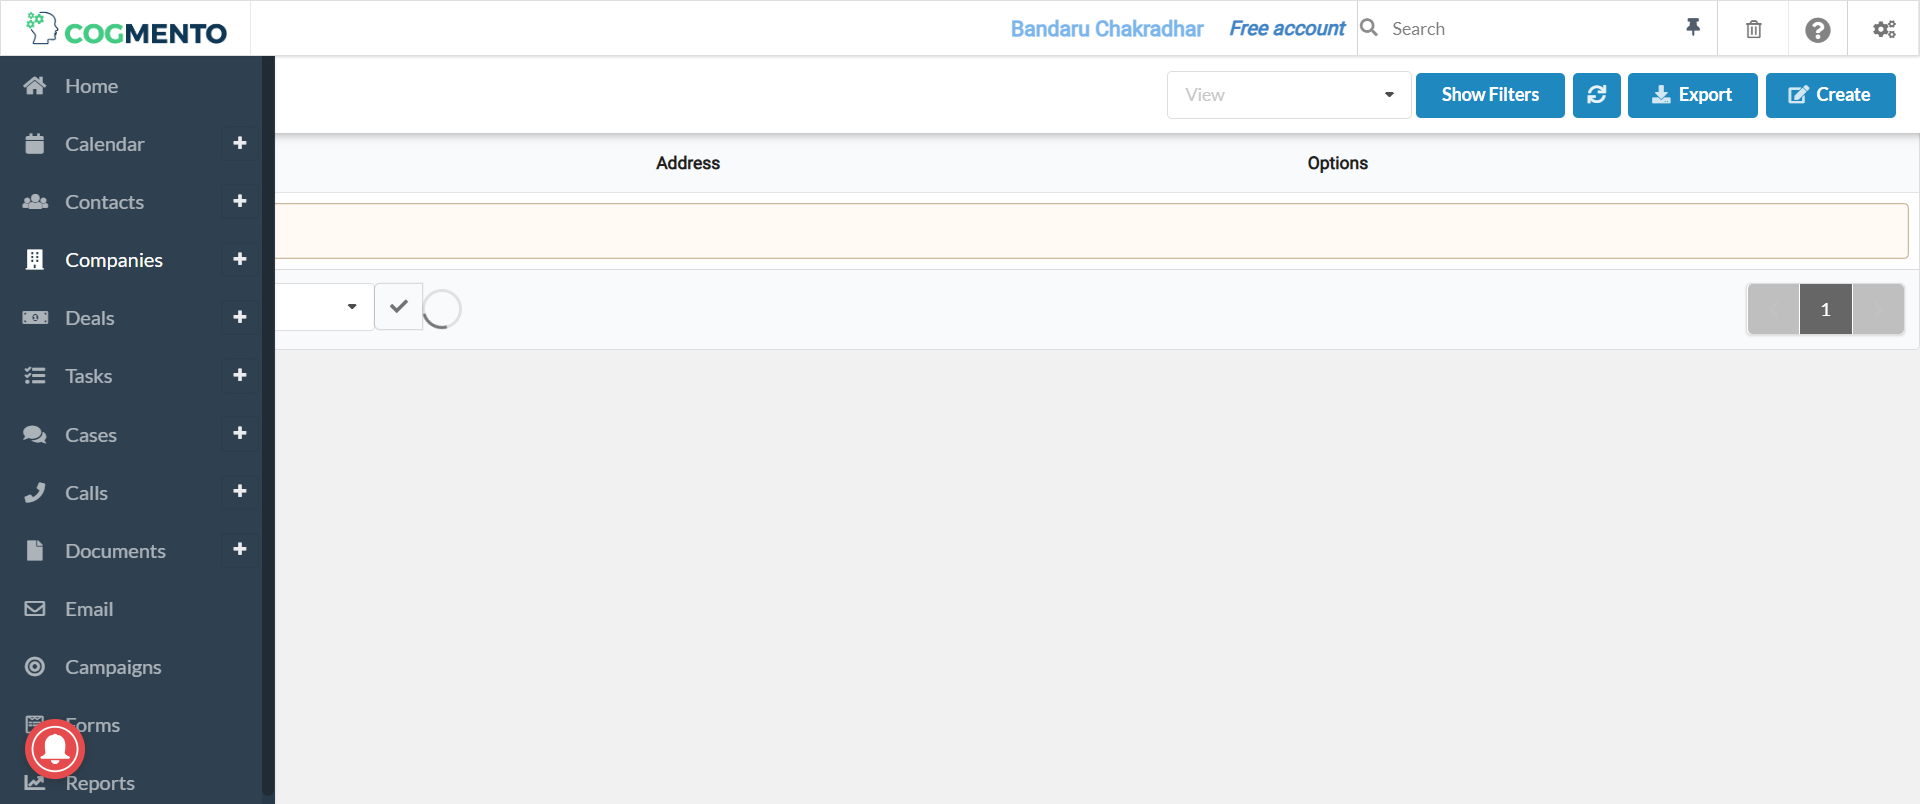 COGMENTO
Bandaru Chakradhar
Free account
Search
Home
Calendar
Contacts
Companies
Deals
Tasks
Cases
Calls
Documents
Email
Campaigns
Forms
Reports
View
Show Filters
Export
Create
Address
Options
1